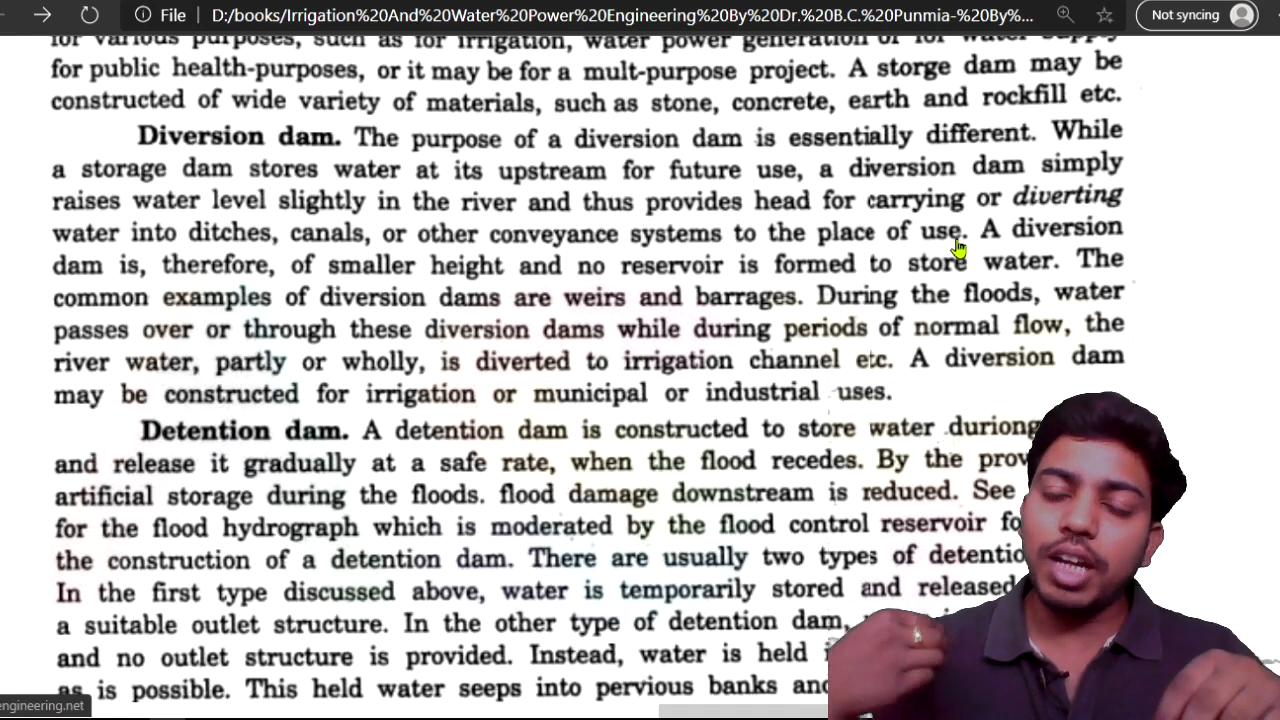 File
D:/books/Irrigation%20And%20Water%20Power%20Engineering%20By%20Dr.%20B.C.%20Punmia-%20By%...
Not syncing
for various purposes, such as for irrigation, water power generation or for water supply
for public health-purposes, or it may be for a mult-purpose project. A storge dam may be
constructed of wide variety of materials, such as stone, concrete, earth and rockfill etc.
Diversion dam. The purpose of a diversion dam is essentially different. While
a storage dam stores water at its upstream for future use, a diversion dam simply
raises water level slightly in the river and thus provides head for carrying or diverting
water into ditches, canals, or other conveyance systems to the place of use. A diversion
dam is, therefore, of smaller height and no reservoir is formed to store water. The
common examples of diversion dams are weirs and barrages. During the floods, water
passes over or through these diversion dams while during periods of normal flow, the
river water, partly or wholly, is diverted to irrigation channel etc. A diversion dam
may be constructed for irrigation or municipal or industrial uses.
Detention dam. A detention dam is constructed to store water duriong
and release it gradually at a safe rate, when the flood recedes. By the prov
artificial storage during the floods. flood damage downstream is reduced. See
for the flood hydrograph which is moderated by the flood control reservoir fo
the construction of a detention dam. There are usually two types of detentio
In the first type discussed above, water is temporarily stored and released
a suitable outlet structure. In the other type of detention dam,
and no outlet structure is provided. Instead, water is held
as is possible. This held water seeps into pervious banks and
engineering.net